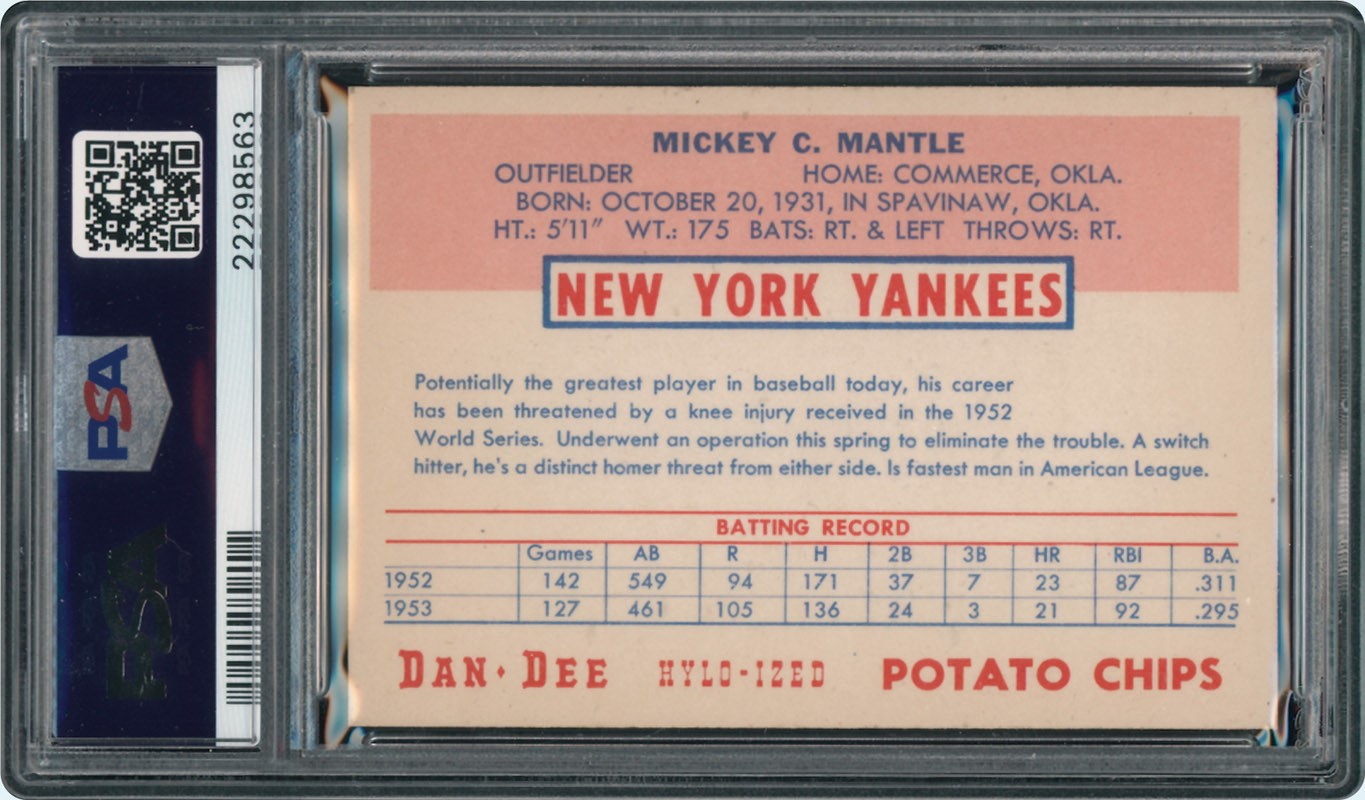 MICKEY C. MANTLE
OUTFIELDER HOME: COMMERCE, OKLA.
BORN: OCTOBER 20, 1931, IN SPAVINAW, OKLA.
HT.: 5'11" WT.: 175 BATS: RT. & LEFT THROWS: RT.
NEW YORK YANKEES
Potentially the greatest player in baseball today, his career
has been threatened by a knee injury received in the 1952
World Series. Underwent an operation this spring to eliminate the trouble. A switch
hitter, he's a distinct homer threat from either side. Is fastest man in American League.
BATTING RECORD
Games AB R H 2B 3B HR RBI B.A.
1952 142 549 94 171 37 7 23 87 .311
1953 127 461 105 136 24 3 21 92 .295
DAN·DEE HYLO-IZED POTATO CHIPS
22298563
PSA
PSA